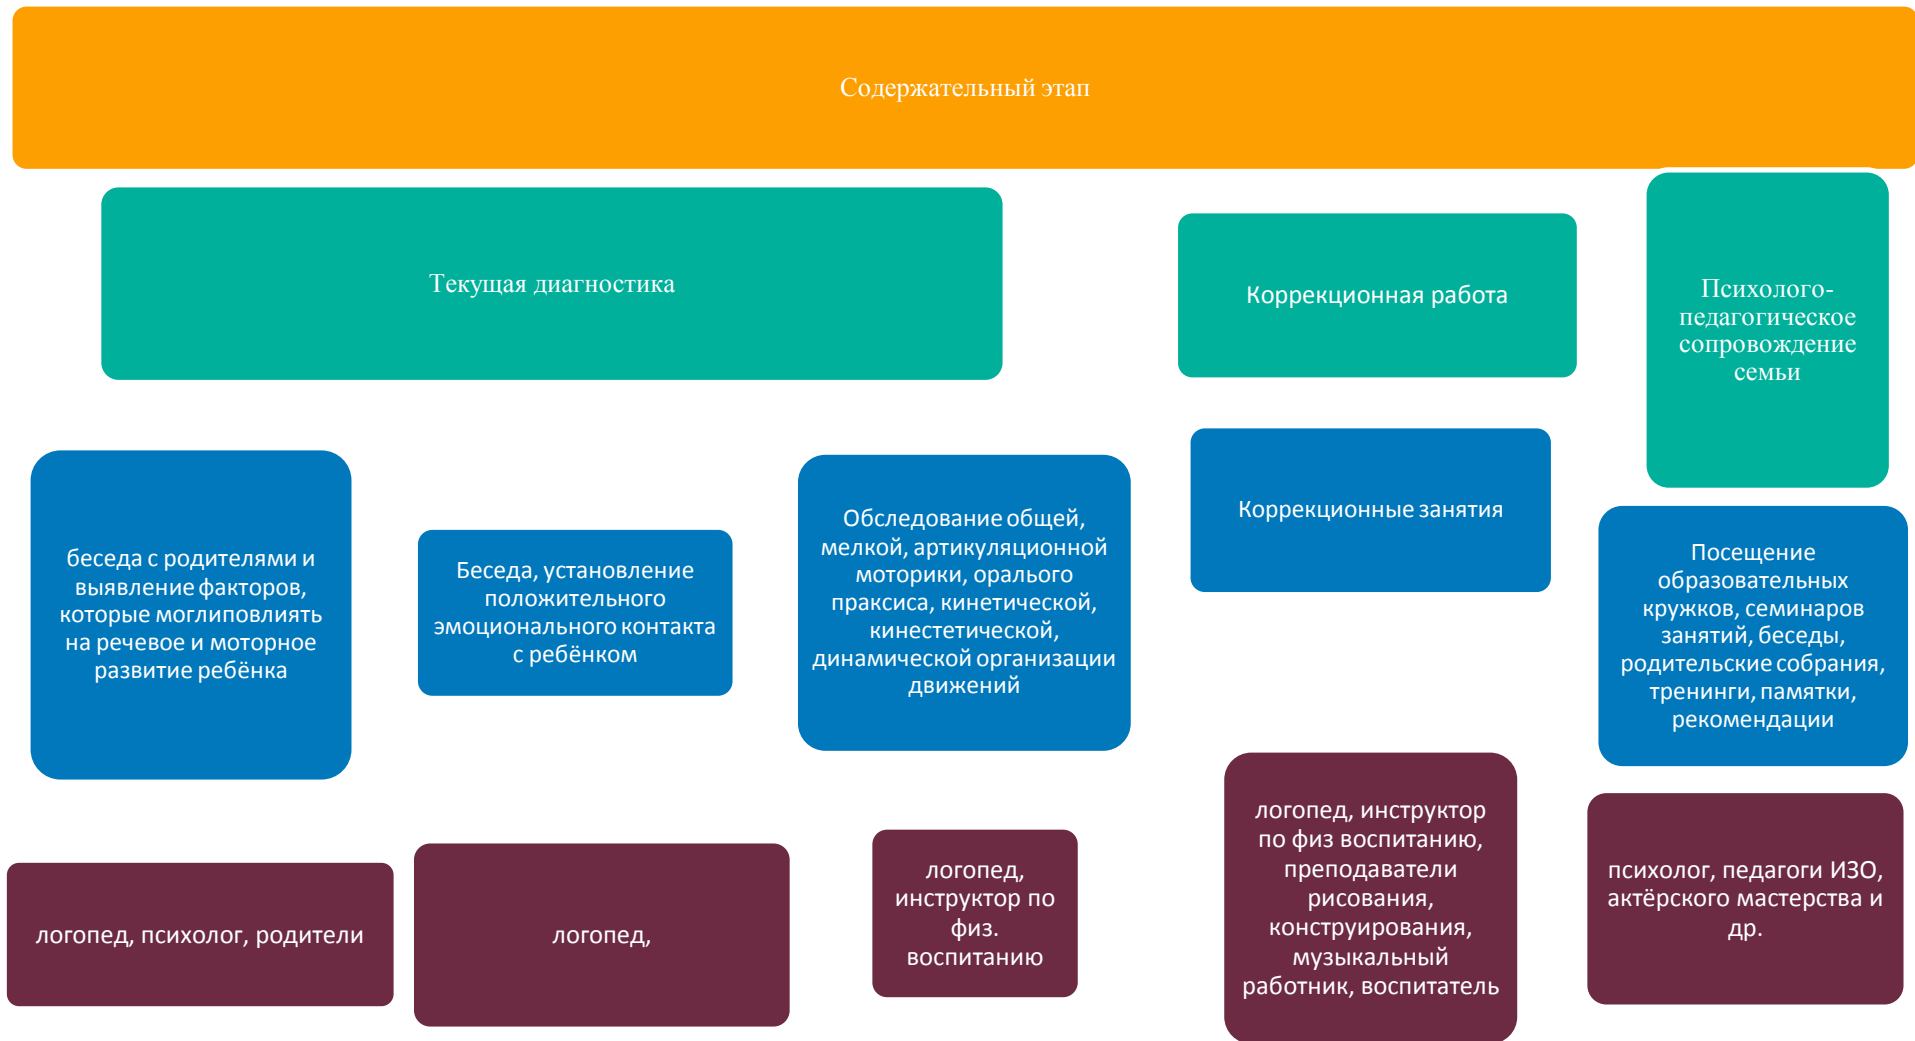 Содержательный этап
Текущая диагностика
Коррекционная работа
Психолого-
педагогическое
сопровождение
семьи
беседа с родителями и
выявление факторов,
которые моглиповлиять
на речевое и моторное
развитие ребёнка
Беседа, установление
положительного
эмоционального контакта
с ребёнком
Обследование общей,
мелкой, артикуляционной
моторики, оралього
праксиса, кинетической,
кинестетической,
динамической организации
движений
Коррекционные занятия
Посещение
образовательных
кружков, семинаров
занятий, беседы,
родительские собрания,
тренинги, памятки,
рекомендации
логопед, психолог, родители
логопед,
логопед,
инструктор по
физ.
воспитанию
логопед, инструктор
по физ воспитанию,
преподаватели
рисования,
конструирования,
музыкальный
работник, воспитатель
психолог, педагоги ИЗО,
актёрского мастерства и
др.